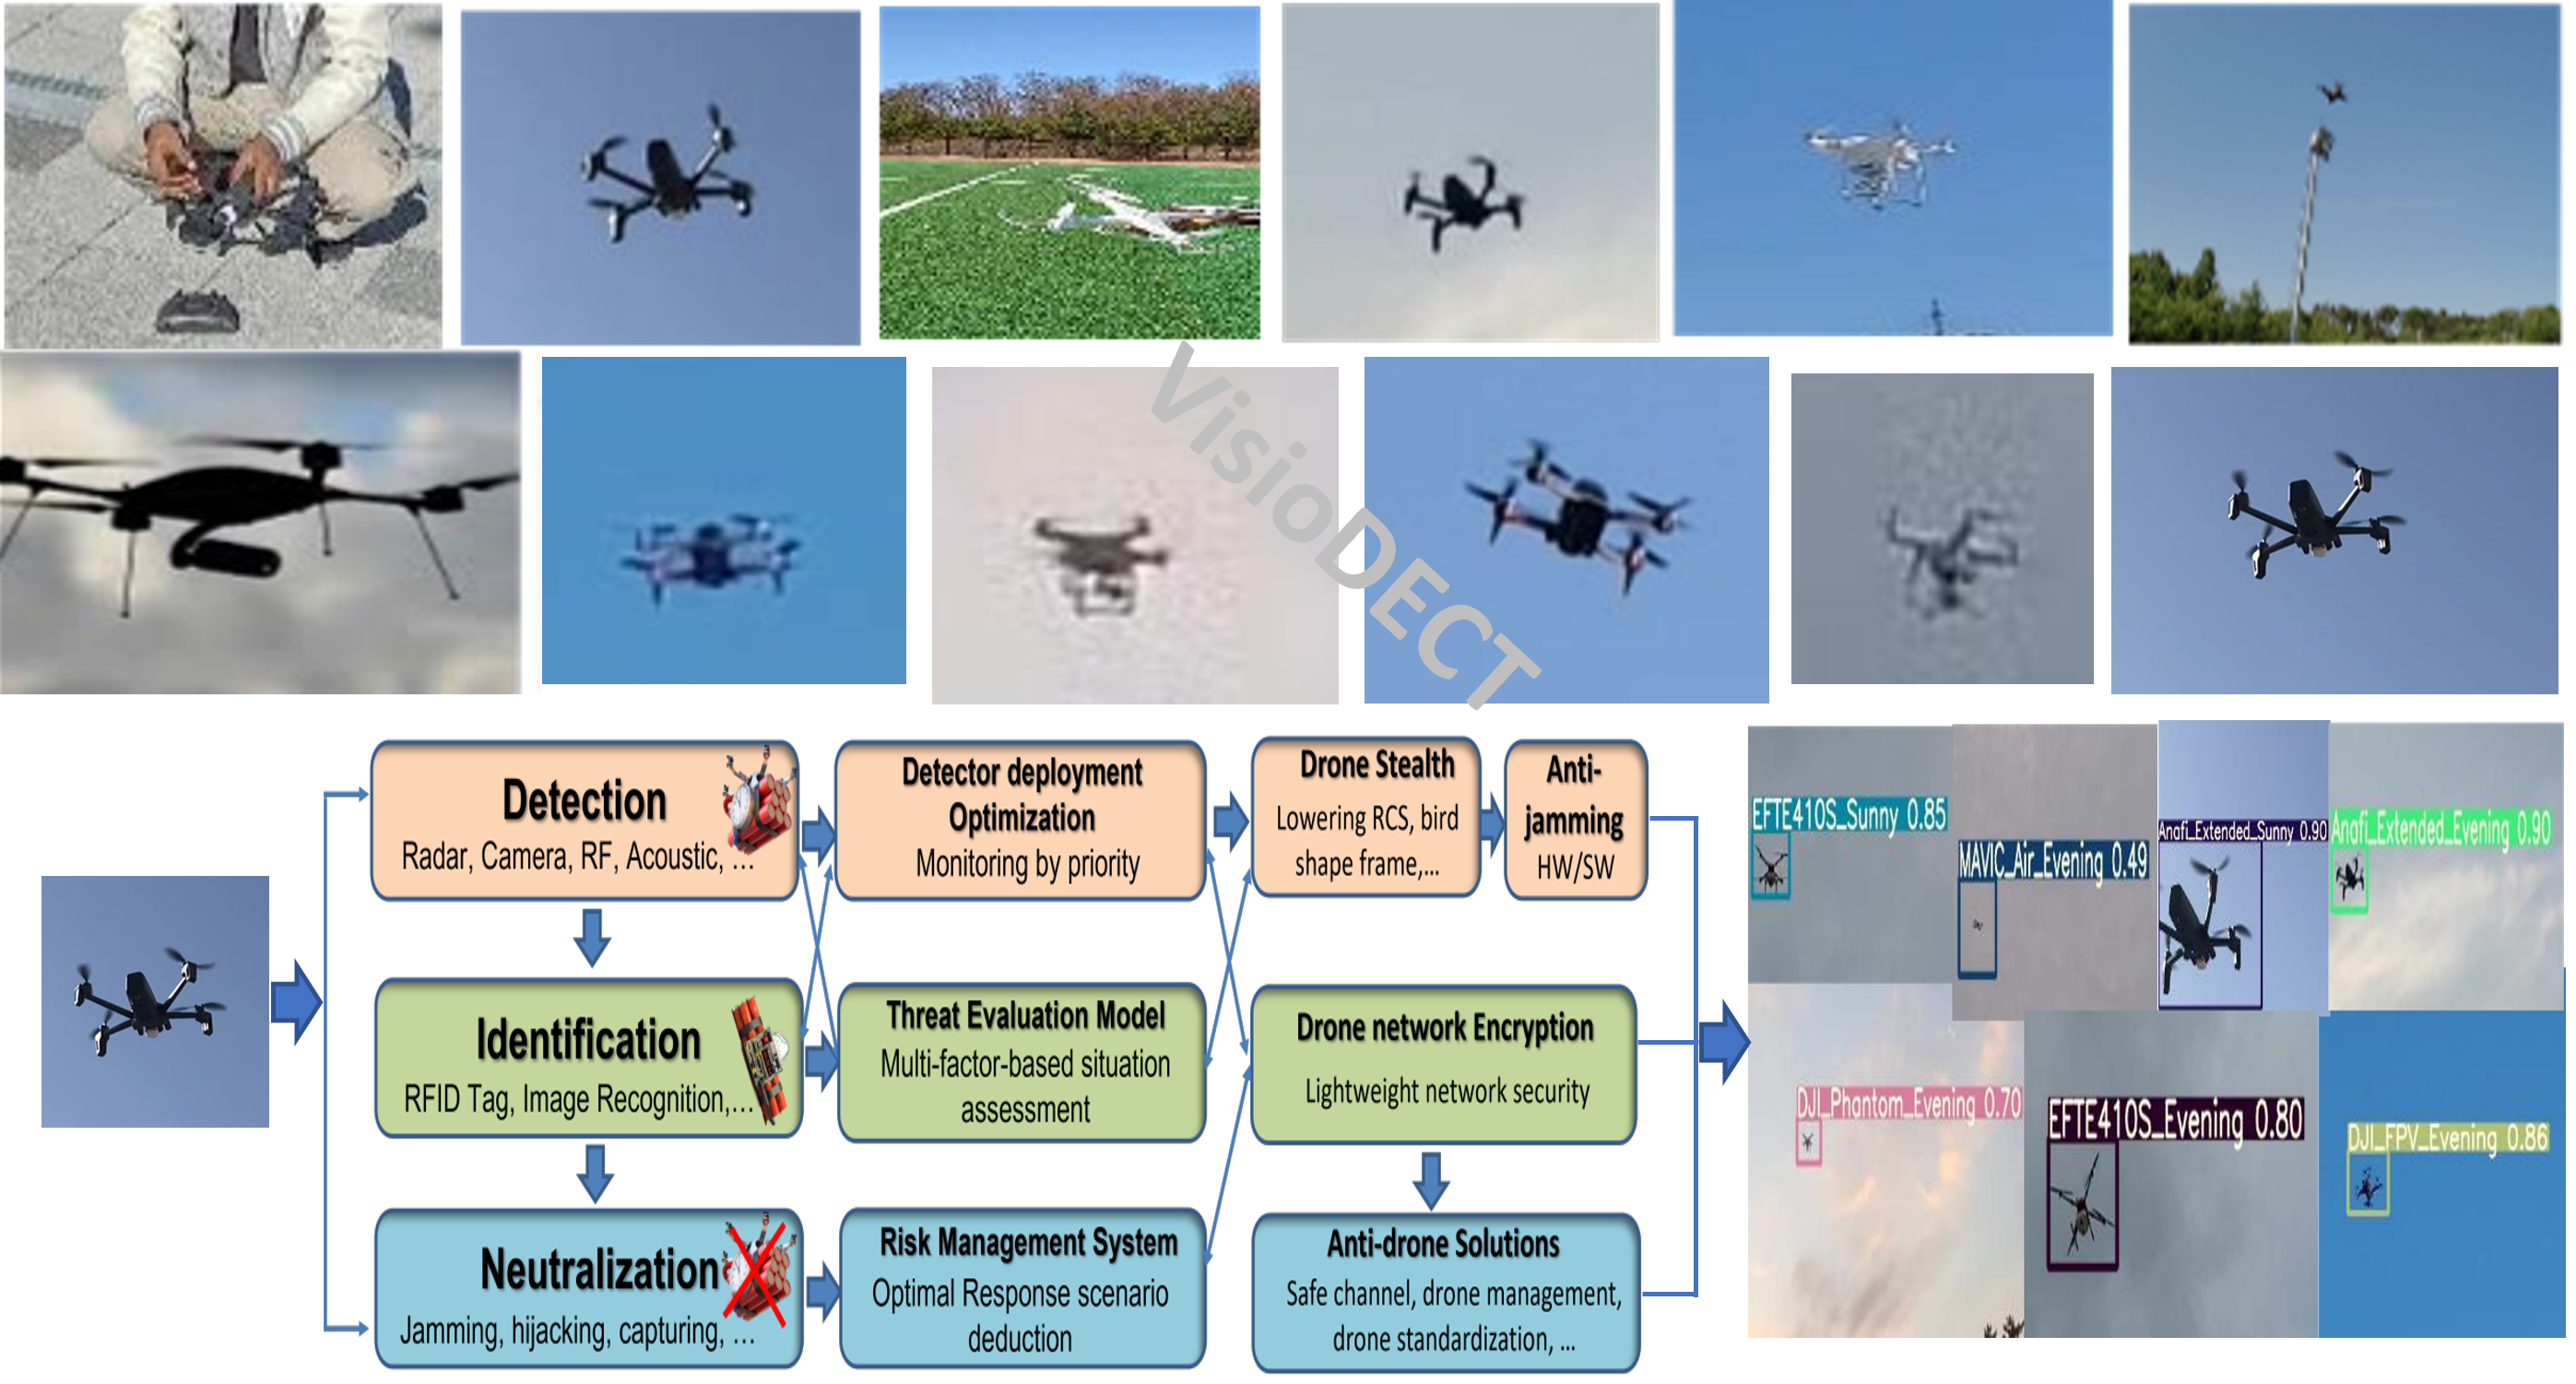 VisioDECT
Detection
Radar, Camera, RF, Acoustic, ...
Detector deployment
Optimization
Monitoring by priority
Drone Stealth
Lowering RCS, bird
shape frame,...
Anti-
jamming
HW/SW
EFTE410S_Sunny 0.85
MAVIC_Air_Evening 0.49
Anafi_Extended_Sunny 0.90
Anafi_Extended_Evening 0.90
Identification
RFID Tag, Image Recognition,...
Threat Evaluation Model
Multi-factor-based situation
assessment
Drone network Encryption
Lightweight network security
DJI_Phantom_Evening 0.70
EFTE410S_Evening 0.80
DJI_FPV_Evening 0.86
Neutralization
Jamming, hijacking, capturing, ...
Risk Management System
Optimal Response scenario
deduction
Anti-drone Solutions
Safe channel, drone management,
drone standardization, ...